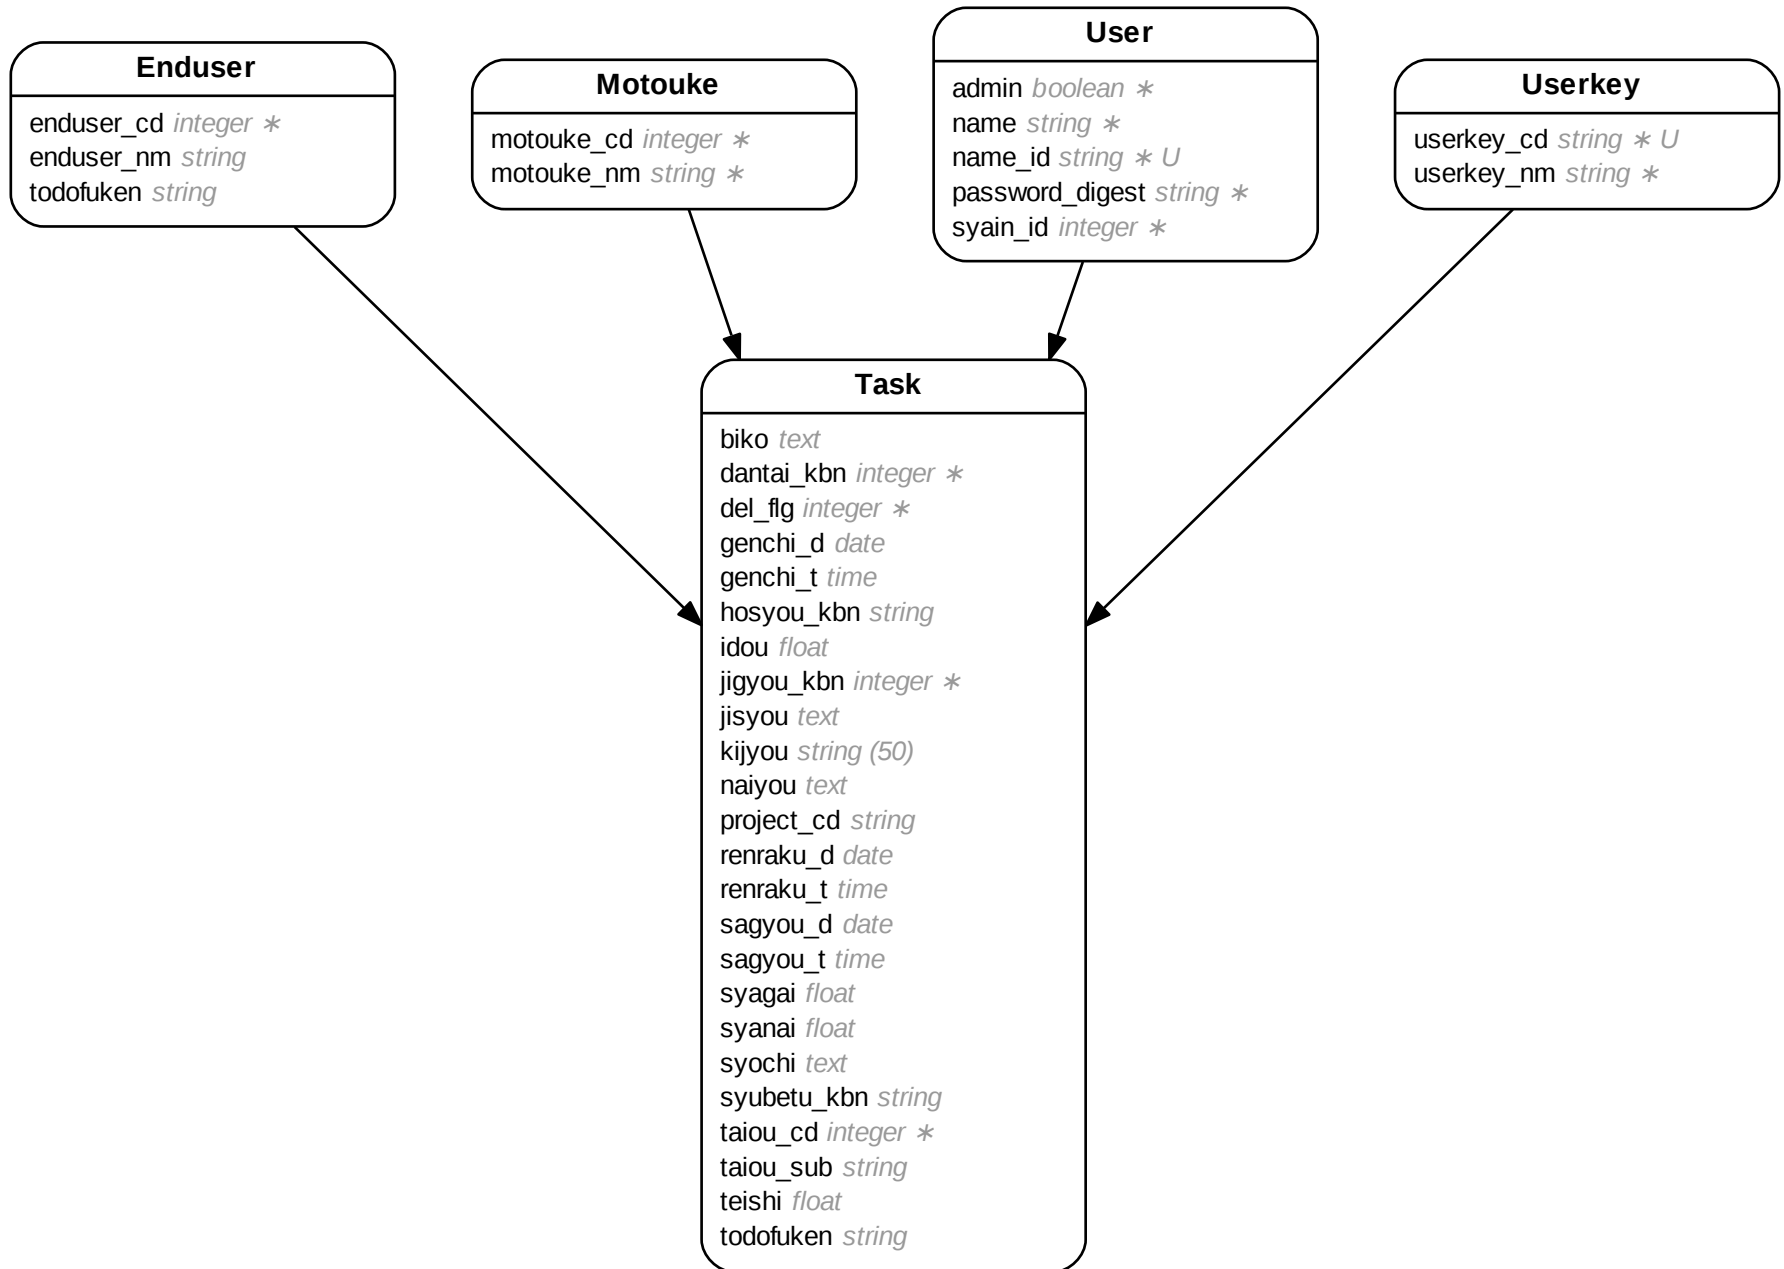 Enduser
enduser_cd integer ∗
enduser_nm string
todofuken string
Motouke
motouke_cd integer ∗
motouke_nm string ∗
User
admin boolean ∗
name string ∗
name_id string ∗ U
password_digest string ∗
syain_id integer ∗
Userkey
userkey_cd string ∗ U
userkey_nm string ∗
Task
biko text
dantai_kbn integer ∗
del_flg integer ∗
genchi_d date
genchi_t time
hosyou_kbn string
idou float
jigyou_kbn integer ∗
jisyou text
kijyou string (50)
naiyou text
project_cd string
renraku_d date
renraku_t time
sagyou_d date
sagyou_t time
syagai float
syanai float
syochi text
syubetu_kbn string
taiou_cd integer ∗
taiou_sub string
teishi float
todofuken string